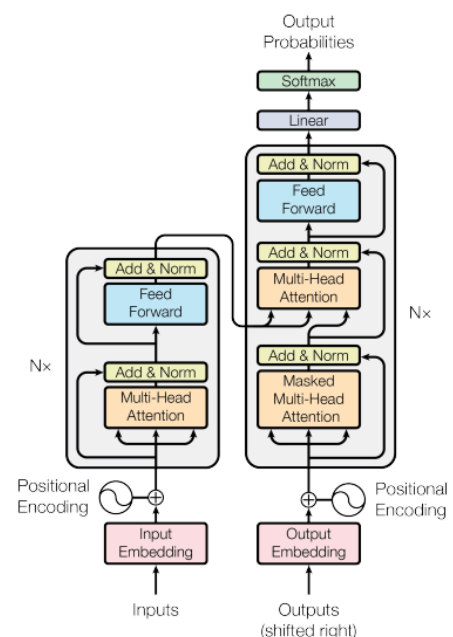 Output
Probabilities
Softmax
Linear
Add & Norm
Feed
Forward
Add & Norm
Multi-Head
Attention
Add & Norm
Masked
Multi-Head
Attention
N×
Positional
Encoding
Output
Embedding
Outputs
(shifted right)
Add & Norm
Feed
Forward
Add & Norm
Multi-Head
Attention
N×
Positional
Encoding
Input
Embedding
Inputs